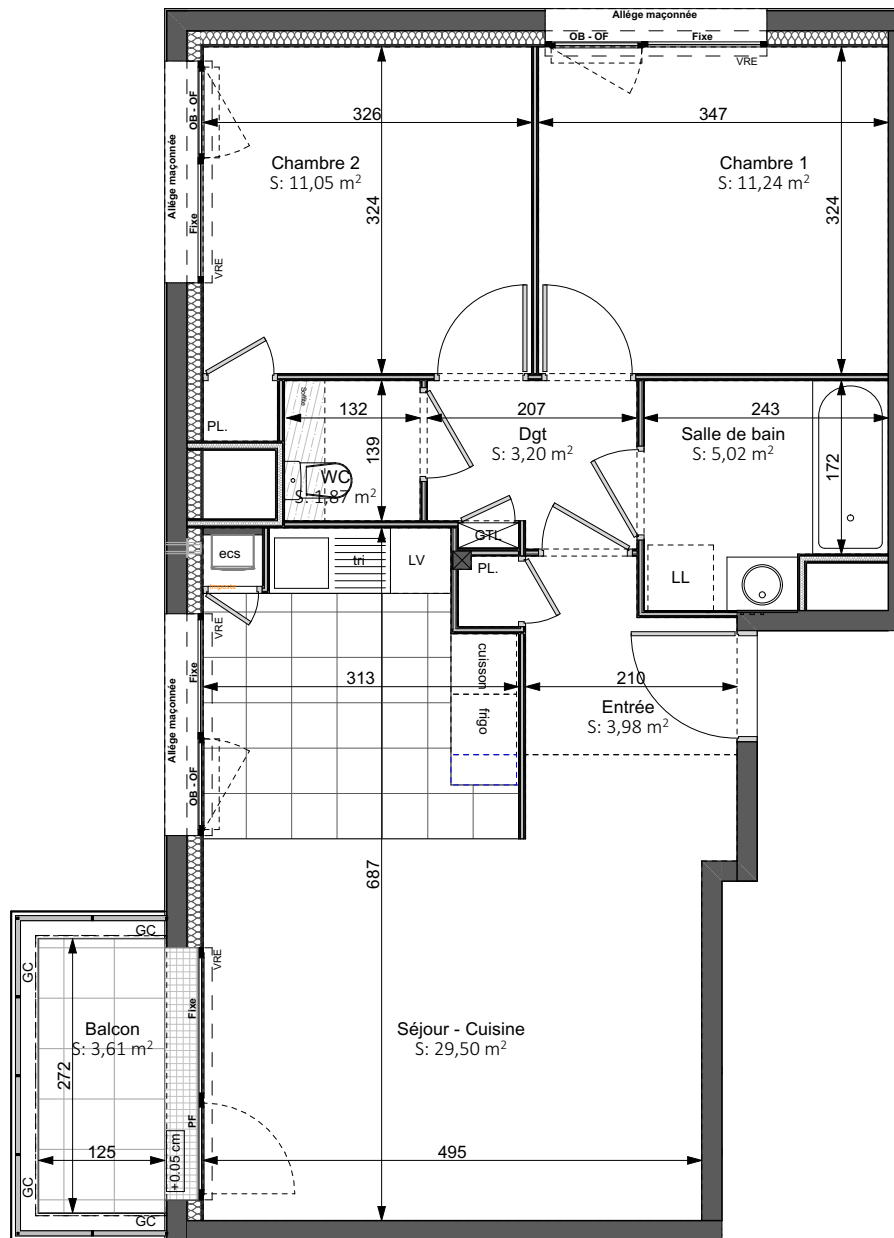 Allége maçonnée
OB - OF
Fixe
VRE
OB - OF
Allége maçonnée
Fixe
VRE
326
347
Chambre 2
S: 11,05 m²
Chambre 1
S: 11,24 m²
324
324
PL.
Soffite
132
139
WC
S: 1,87 m²
207
Dgt
S: 3,20 m²
243
Salle de bain
S: 5,02 m²
172
GTL
ecs
tri
LV
PL.
LL
VRE
Fixe
Allége maçonnée
OB - OF
313
cuisson
frigo
210
Entrée
S: 3,98 m²
687
GC
GC
VRE
Fixe
Balcon
S: 3,61 m²
272
Séjour - Cuisine
S: 29,50 m²
PF
125
+0.05 cm
495
GC
GC